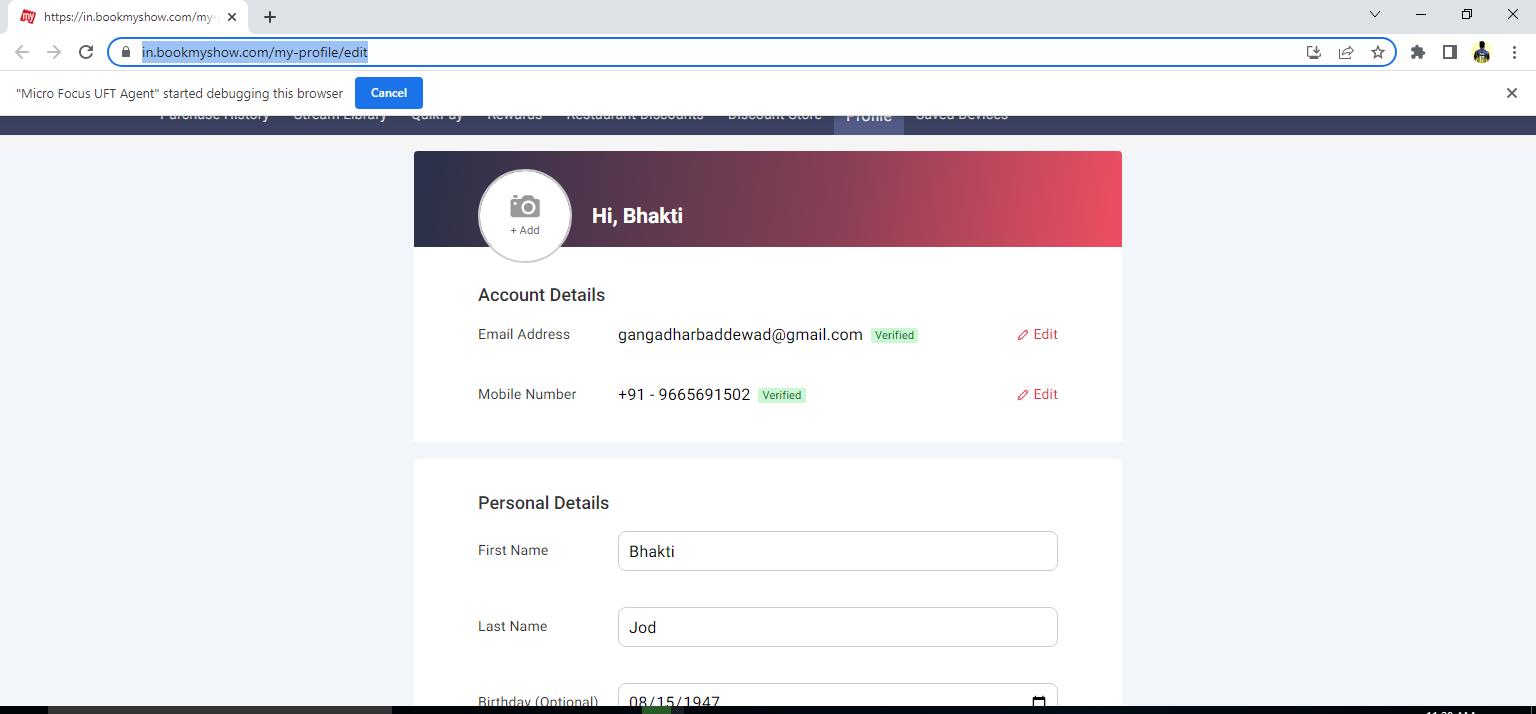 my https://in.bookmyshow.com/my-
in.bookmyshow.com/my-profile/edit
"Micro Focus UFT Agent" started debugging this browser Cancel
Purchase History Stream Library QuikPay Rewards Restaurant Discounts Discount Store Profile Saved Devices
+ Add
Hi, Bhakti
Account Details
Email Address gangadharbaddewad@gmail.com Verified Edit
Mobile Number +91 - 9665691502 Verified Edit
Personal Details
First Name Bhakti
Last Name Jod
Birthday (Optional) 08/15/1947